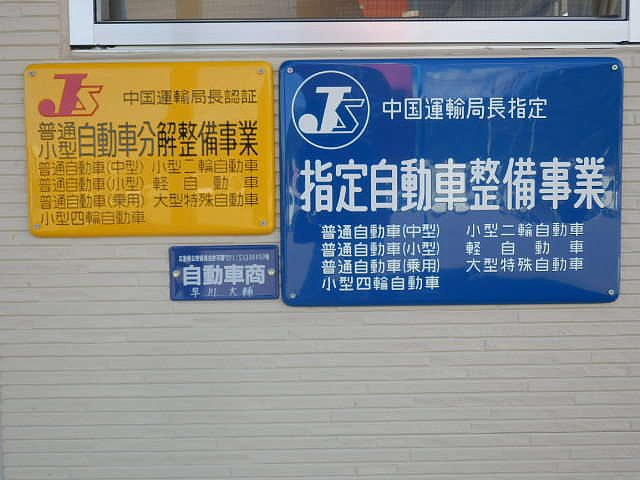 JS
中国運輸局長認証
普通
小型
自動車分解整備事業
普通自動車(中型) 小型二輪自動車
普通自動車(小型) 軽自動車
普通自動車(乗用) 大型特殊自動車
小型四輪自動車
自動車商
早川 大輔
JS
中国運輸局長指定
指定自動車整備事業
普通自動車(中型) 小型二輪自動車
普通自動車(小型) 軽自動車
普通自動車(乗用) 大型特殊自動車
小型四輪自動車